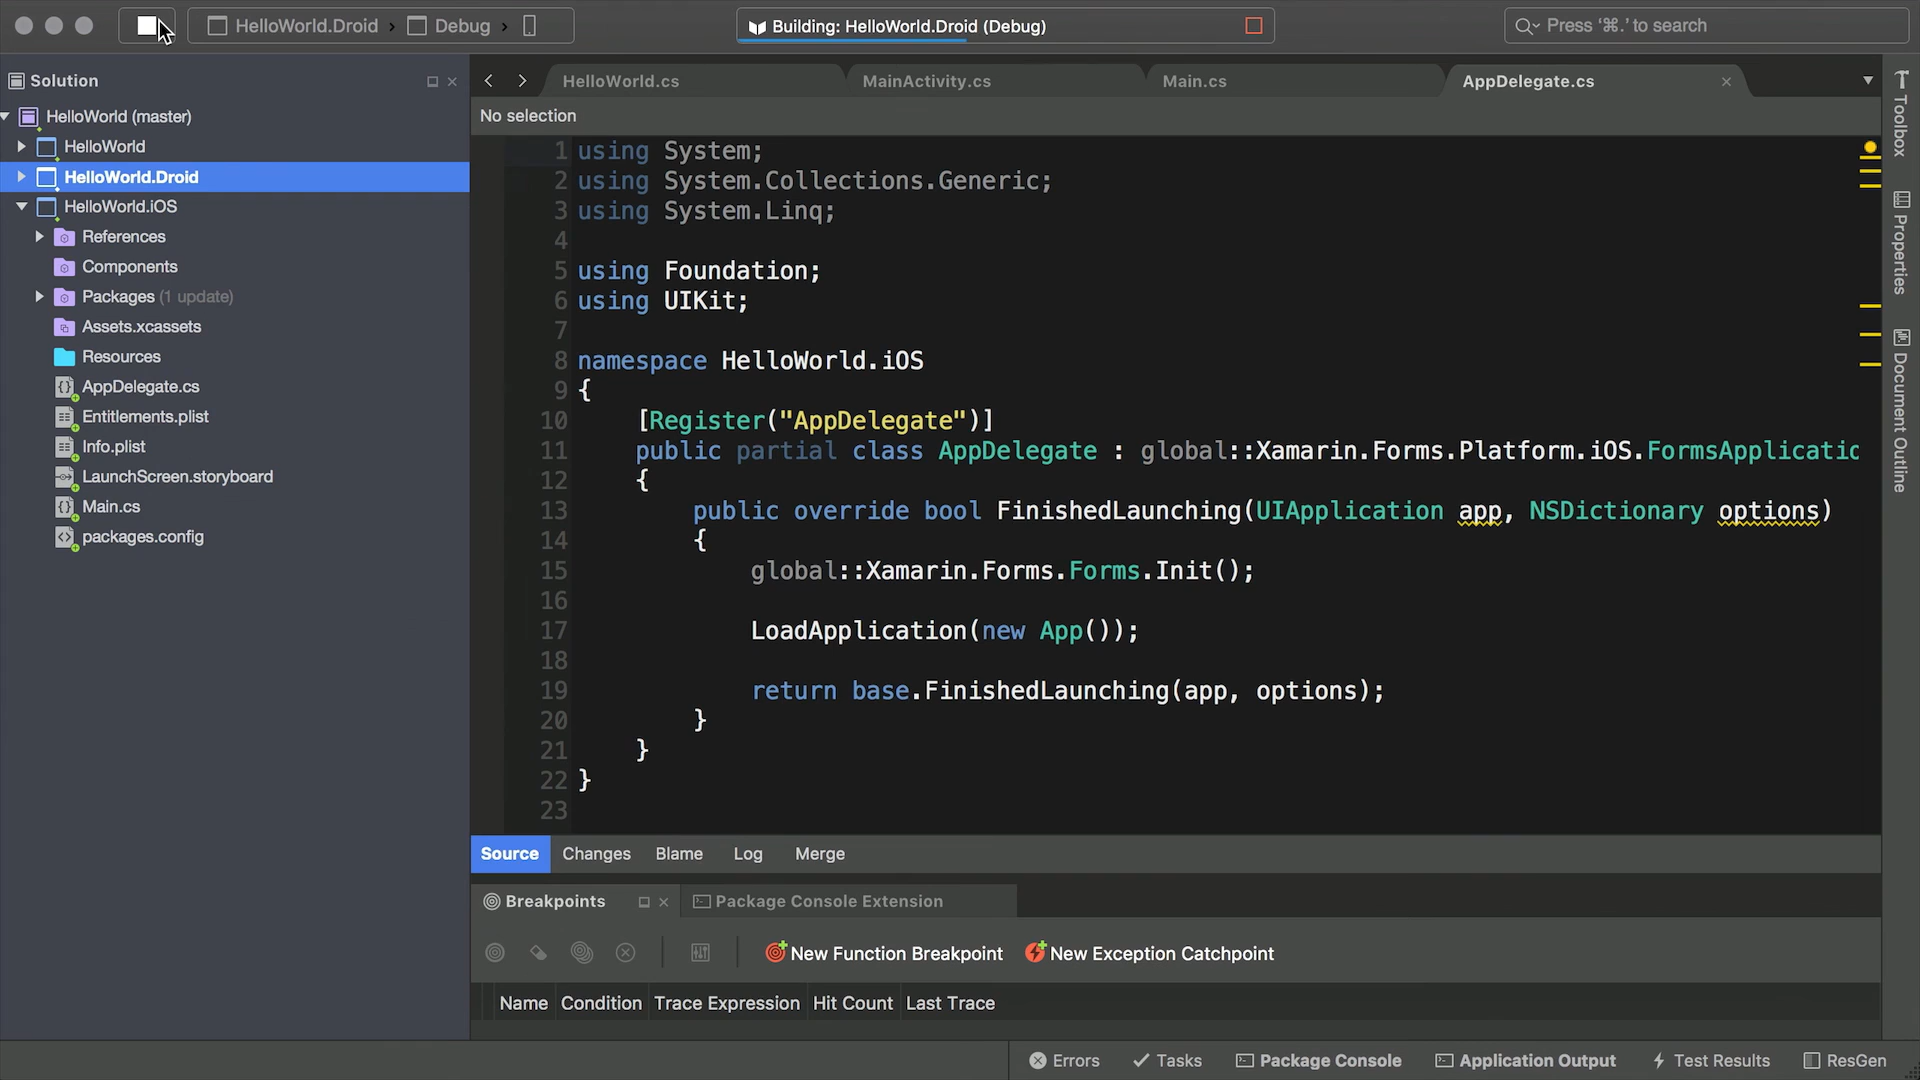 HelloWorld.Droid › Debug ›
Building: HelloWorld.Droid (Debug)
Press ‘⌘.’ to search
Solution
HelloWorld (master)
HelloWorld
HelloWorld.Droid
HelloWorld.iOS
References
Components
Packages (1 update)
Assets.xcassets
Resources
AppDelegate.cs
Entitlements.plist
Info.plist
LaunchScreen.storyboard
Main.cs
packages.config
HelloWorld.cs
MainActivity.cs
Main.cs
AppDelegate.cs
No selection
1 using System;
2 using System.Collections.Generic;
3 using System.Linq;
4
5 using Foundation;
6 using UIKit;
7
8 namespace HelloWorld.iOS
9 {
10 [Register("AppDelegate")]
11 public partial class AppDelegate : global::Xamarin.Forms.Platform.iOS.FormsApplicatio
12 {
13 public override bool FinishedLaunching(UIApplication app, NSDictionary options)
14 {
15 global::Xamarin.Forms.Forms.Init();
16
17 LoadApplication(new App());
18
19 return base.FinishedLaunching(app, options);
20 }
21 }
22 }
23
Source Changes Blame Log Merge
Breakpoints
Package Console Extension
New Function Breakpoint
New Exception Catchpoint
Name Condition Trace Expression Hit Count Last Trace
Errors Tasks Package Console Application Output Test Results ResGen
Toolbox
Properties
Document Outline